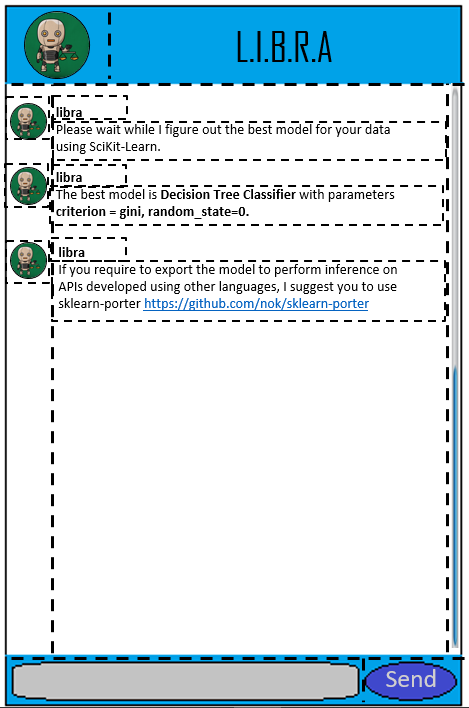 L.I.B.R.A
libra
Please wait while I figure out the best model for your data
using SciKit-Learn.
libra
The best model is Decision Tree Classifier with parameters
criterion = gini, random_state=0.
libra
If you require to export the model to perform inference on
APIs developed using other languages, I suggest you to use
sklearn-porter https://github.com/nok/sklearn-porter
Send